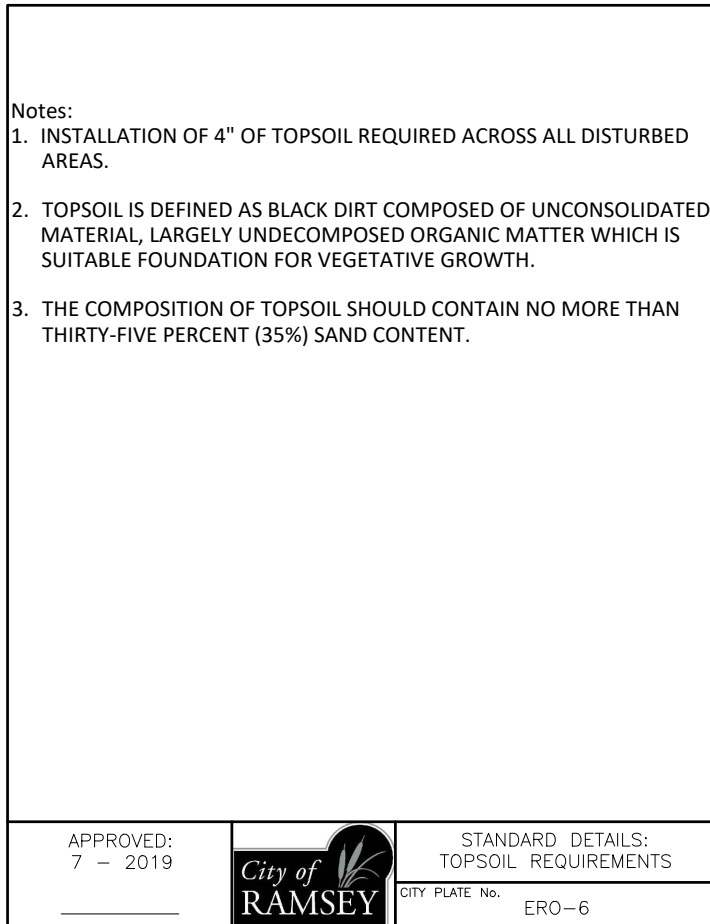 Notes:
1. INSTALLATION OF 4" OF TOPSOIL REQUIRED ACROSS ALL DISTURBED
AREAS.
2. TOPSOIL IS DEFINED AS BLACK DIRT COMPOSED OF UNCONSOLIDATED
MATERIAL, LARGELY UNDECOMPOSED ORGANIC MATTER WHICH IS
SUITABLE FOUNDATION FOR VEGETATIVE GROWTH.
3. THE COMPOSITION OF TOPSOIL SHOULD CONTAIN NO MORE THAN
THIRTY-FIVE PERCENT (35%) SAND CONTENT.
APPROVED:
7 - 2019
City of
RAMSEY
STANDARD DETAILS:
TOPSOIL REQUIREMENTS
CITY PLATE No.
ERO-6